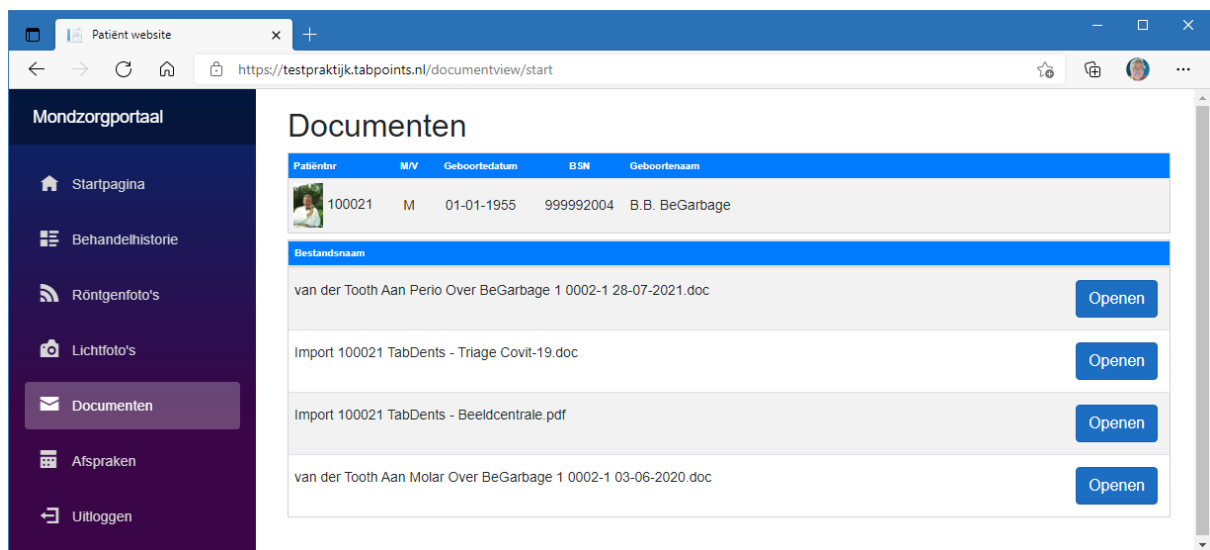 Patiënt website
https://testpraktijk.tabpoints.nl/documentview/start
Mondzorgportaal
Startpagina
Behandelhistorie
Röntgenfoto's
Lichtfoto's
Documenten
Afspraken
Uitloggen
Documenten
Patiëntnr M/V Geboortedatum BSN Geboortenaam
100021 M 01-01-1955 999992004 B.B. BeGarbage
Bestandsnaam
van der Tooth Aan Perio Over BeGarbage 1 0002-1 28-07-2021.doc Openen
Import 100021 TabDents - Triage Covit-19.doc Openen
Import 100021 TabDents - Beeldcentrale.pdf Openen
van der Tooth Aan Molar Over BeGarbage 1 0002-1 03-06-2020.doc Openen